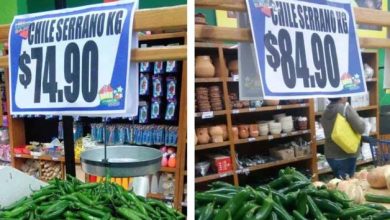 CHILE SERRANO KG
$74.90
CHILE SERRANO KG
$84.90